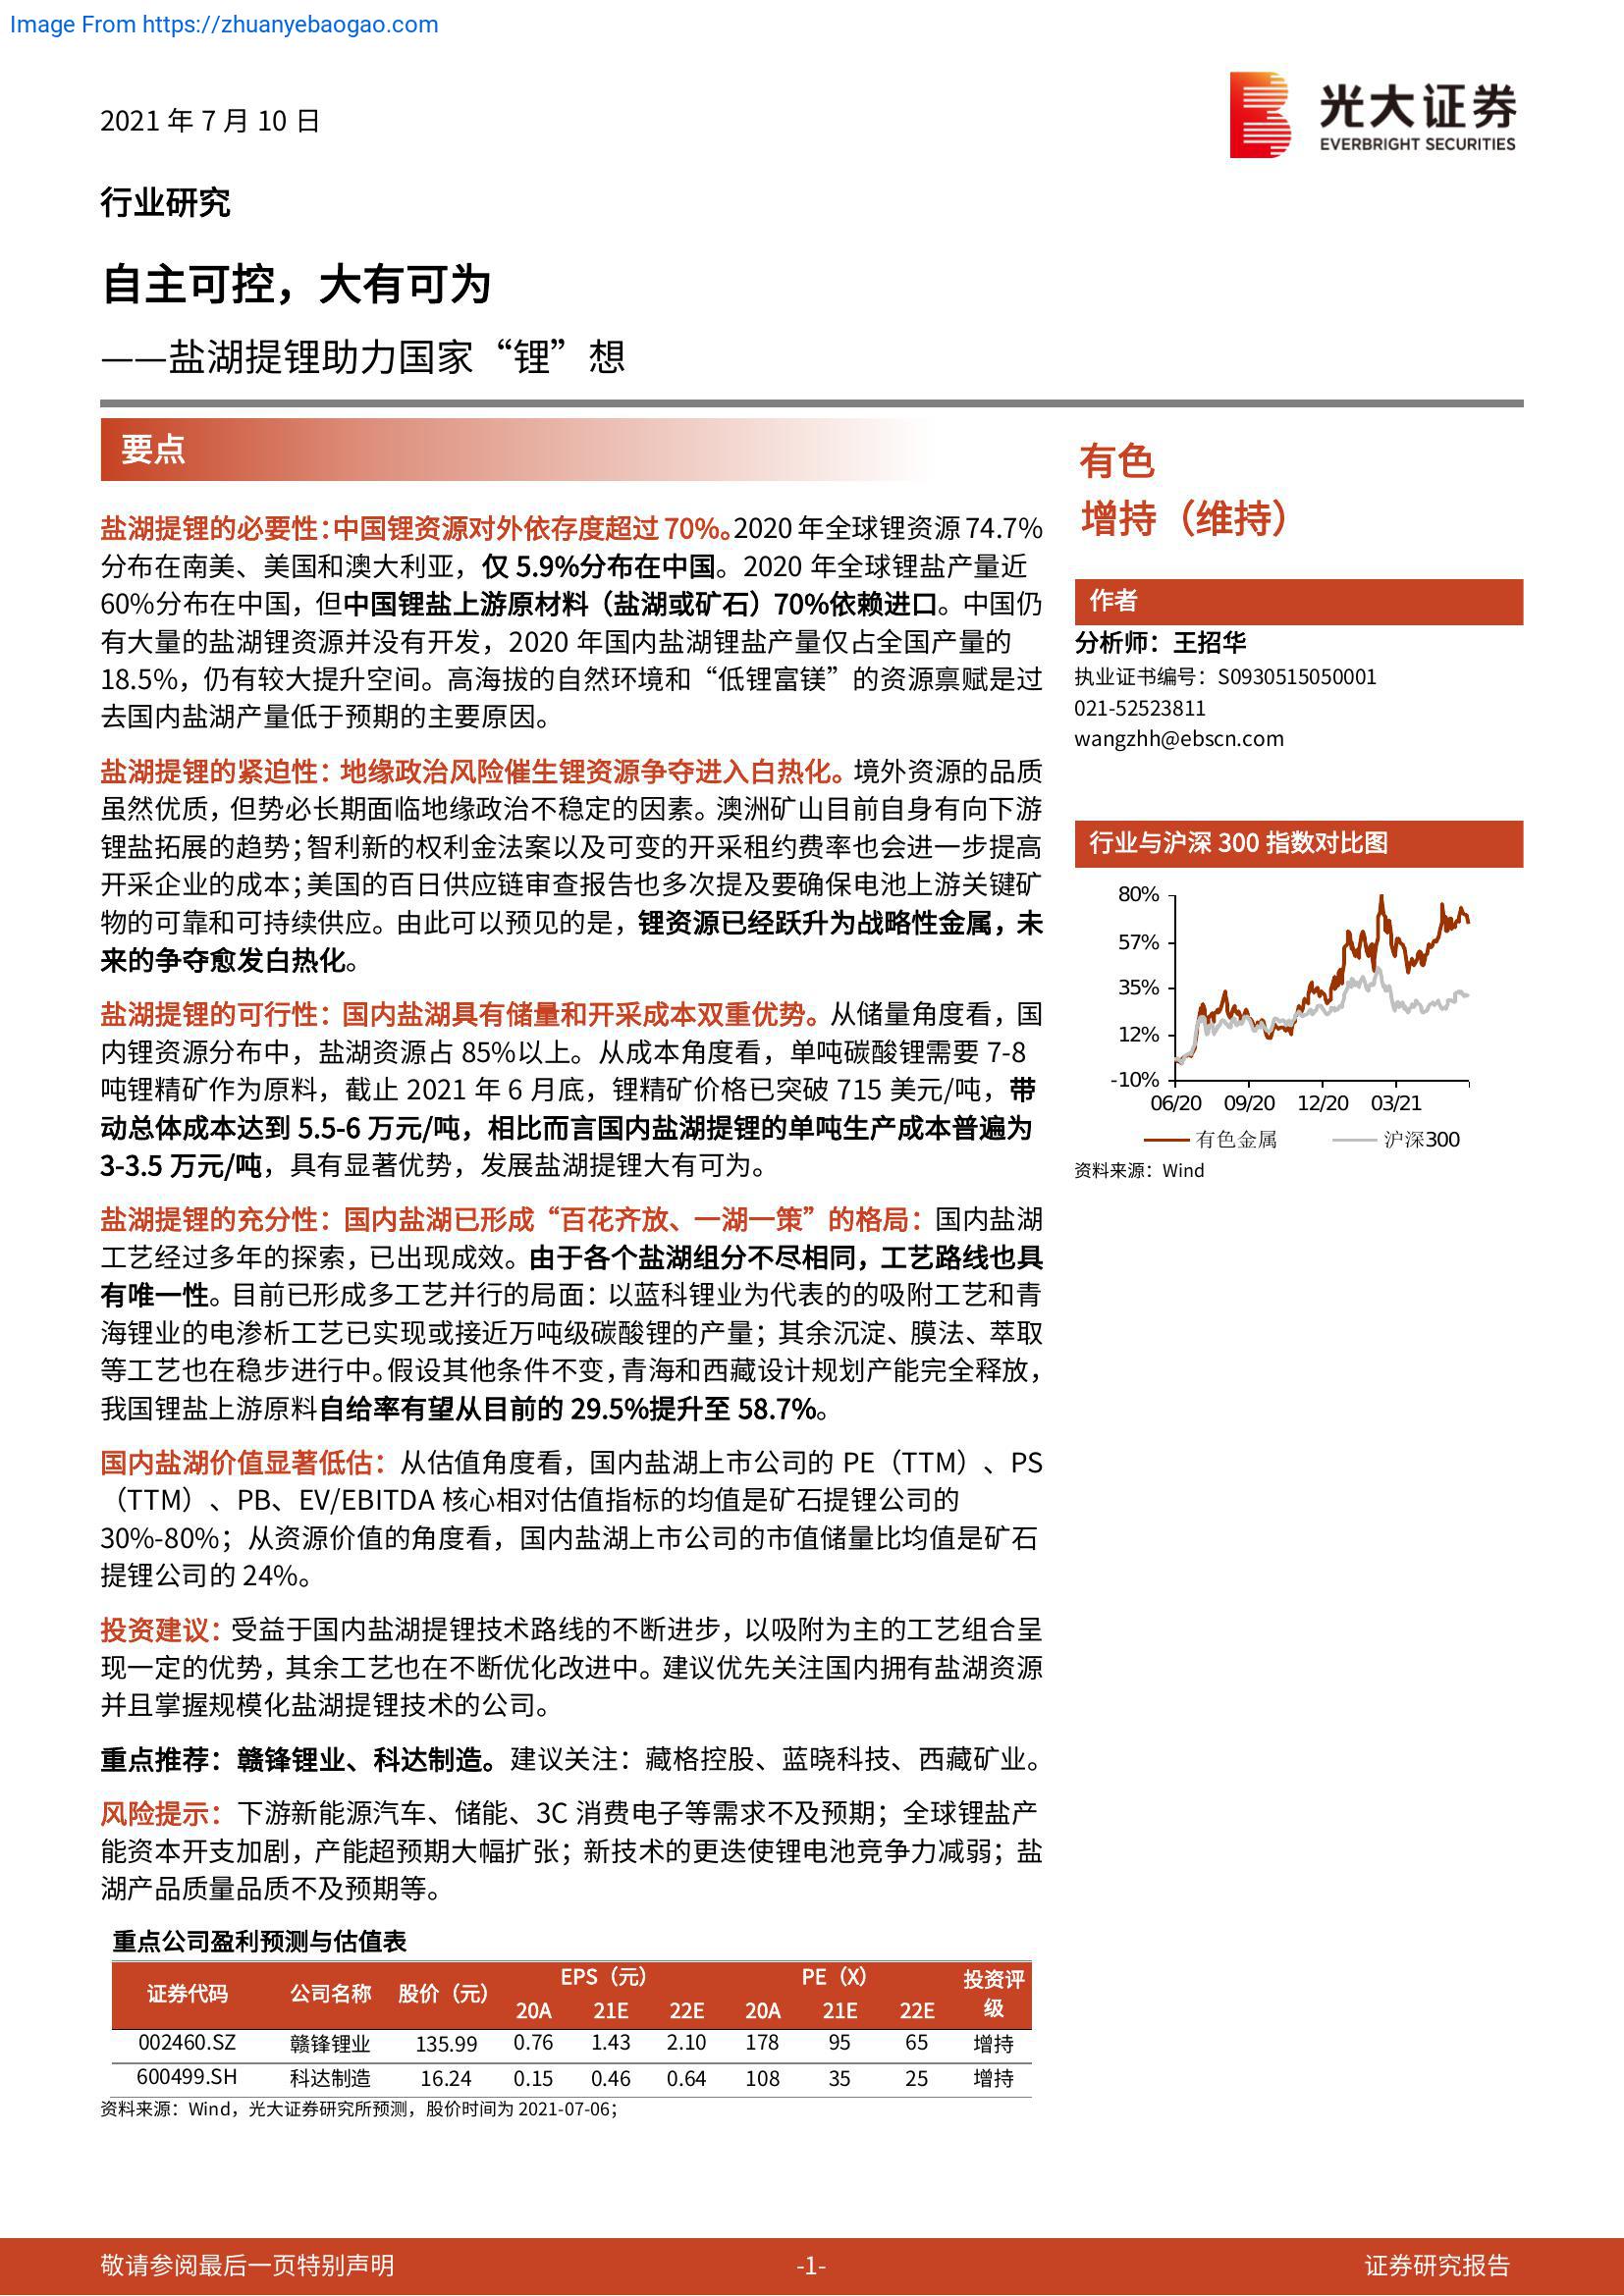 Image From https://zhuanyebaogao.com
2021 年 7 月 10 日
光大证券
EVERBRIGHT SECURITIES
行业研究
自主可控，大有可为
——盐湖提锂助力国家“锂”想
要点
盐湖提锂的必要性：中国锂资源对外依存度超过 70%。2020 年全球锂资源 74.7%
分布在南美、美国和澳大利亚，仅 5.9%分布在中国。2020 年全球锂盐产量近
60%分布在中国，但中国锂盐上游原材料（盐湖或矿石）70%依赖进口。中国仍
有大量的盐湖锂资源并没有开发，2020 年国内盐湖锂盐产量仅占全国产量的
18.5%，仍有较大提升空间。高海拔的自然环境和“低锂富镁”的资源禀赋是过
去国内盐湖产量低于预期的主要原因。
盐湖提锂的紧迫性：地缘政治风险催生锂资源争夺进入白热化。境外资源的品质
虽然优质，但势必长期面临地缘政治不稳定的因素。澳洲矿山目前自身有向下游
锂盐拓展的趋势；智利新的权利金法案以及可变的开采租约费率也会进一步提高
开采企业的成本；美国的百日供应链审查报告也多次提及要确保电池上游关键矿
物的可靠和可持续供应。由此可以预见的是，锂资源已经跃升为战略性金属，未
来的争夺愈发白热化。
盐湖提锂的可行性：国内盐湖具有储量和开采成本双重优势。从储量角度看，国
内锂资源分布中，盐湖资源占 85%以上。从成本角度看，单吨碳酸锂需要 7-8
吨锂精矿作为原料，截止 2021 年 6 月底，锂精矿价格已突破 715 美元/吨，带
动总体成本达到 5.5-6 万元/吨，相比而言国内盐湖提锂的单吨生产成本普遍为
3-3.5 万元/吨，具有显著优势，发展盐湖提锂大有可为。
盐湖提锂的充分性：国内盐湖已形成“百花齐放、一湖一策”的格局：国内盐湖
工艺经过多年的探索，已出现成效。由于各个盐湖组分不尽相同，工艺路线也具
有唯一性。目前已形成多工艺并行的局面：以蓝科锂业为代表的的吸附工艺和青
海锂业的电渗析工艺已实现或接近万吨级碳酸锂的产量；其余沉淀、膜法、萃取
等工艺也在稳步进行中。假设其他条件不变，青海和西藏设计规划产能完全释放，
我国锂盐上游原料自给率有望从目前的 29.5%提升至 58.7%。
国内盐湖价值显著低估：从估值角度看，国内盐湖上市公司的 PE（TTM）、PS
（TTM）、PB、EV/EBITDA 核心相对估值指标的均值是矿石提锂公司的
30%-80%；从资源价值的角度看，国内盐湖上市公司的市值储量比均值是矿石
提锂公司的 24%。
投资建议：受益于国内盐湖提锂技术路线的不断进步，以吸附为主的工艺组合呈
现一定的优势，其余工艺也在不断优化改进中。建议优先关注国内拥有盐湖资源
并且掌握规模化盐湖提锂技术的公司。
重点推荐：赣锋锂业、科达制造。建议关注：藏格控股、蓝晓科技、西藏矿业。
风险提示：下游新能源汽车、储能、3C 消费电子等需求不及预期；全球锂盐产
能资本开支加剧，产能超预期大幅扩张；新技术的更迭使锂电池竞争力减弱；盐
湖产品质量品质不及预期等。
重点公司盈利预测与估值表
证券代码 公司名称 股价（元） EPS（元） PE（X） 投资评级
20A 21E 22E 20A 21E 22E
002460.SZ 赣锋锂业 135.99 0.76 1.43 2.10 178 95 65 增持
600499.SH 科达制造 16.24 0.15 0.46 0.64 108 35 25 增持
资料来源：Wind，光大证券研究所预测，股价时间为 2021-07-06；
有色
增持（维持）
作者
分析师：王招华
执业证书编号：S0930515050001
021-52523811
wangzhh@ebscn.com
行业与沪深 300 指数对比图
80%
57%
35%
12%
-10%
06/20 09/20 12/20 03/21
有色金属 沪深300
资料来源：Wind
敬请参阅最后一页特别声明 -1- 证券研究报告